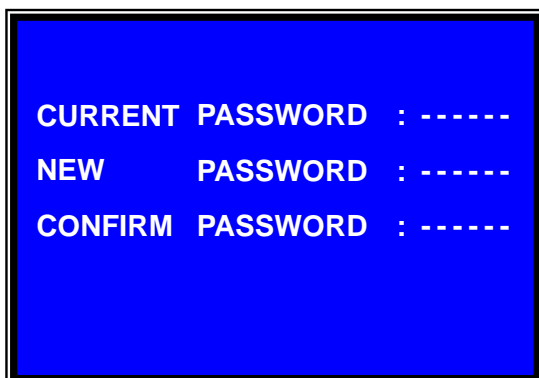 CURRENT PASSWORD : ------
NEW PASSWORD : ------
CONFIRM PASSWORD : ------